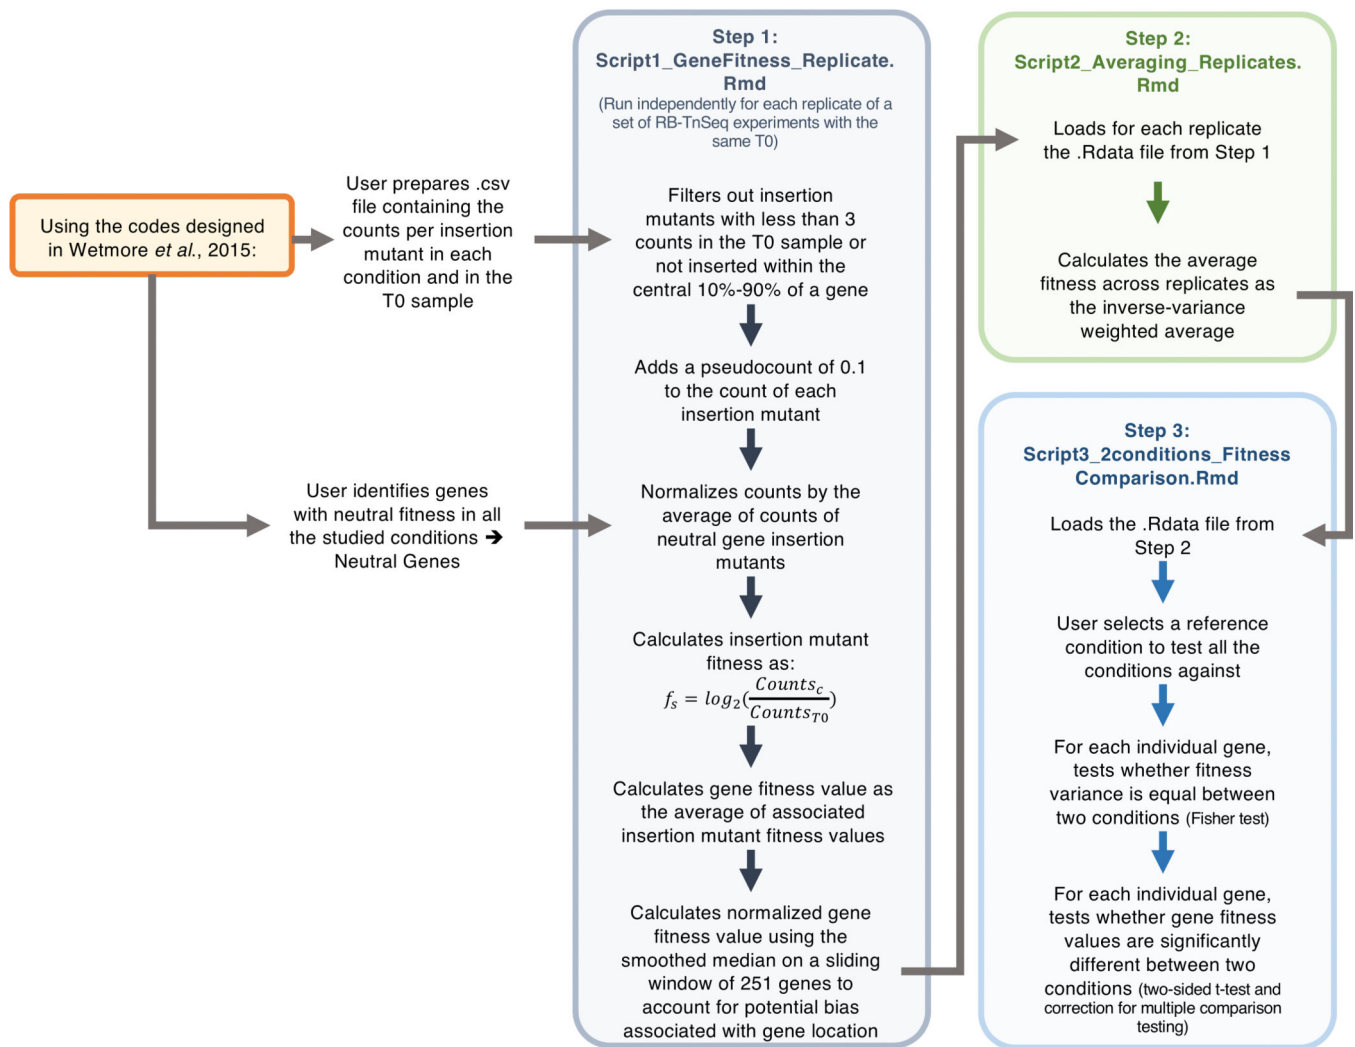 Using the codes designed
in Wetmore et al., 2015:
User prepares .csv
file containing the
counts per insertion
mutant in each
condition and in the
T0 sample
User identifies genes
with neutral fitness in all
the studied conditions ➔
Neutral Genes
Step 1:
Script1_GeneFitness_Replicate.
Rmd
(Run independently for each replicate of a
set of RB-TnSeq experiments with the
same T0)
Filters out insertion
mutants with less than 3
counts in the T0 sample or
not inserted within the
central 10%-90% of a gene
Adds a pseudocount of 0.1
to the count of each
insertion mutant
Normalizes counts by the
average of counts of
neutral gene insertion
mutants
Calculates insertion mutant
fitness as:
f_s = log_2(Counts_c / Counts_T0)
Calculates gene fitness value as
the average of associated
insertion mutant fitness values
Calculates normalized gene
fitness value using the
smoothed median on a sliding
window of 251 genes to
account for potential bias
associated with gene location
Step 2:
Script2_Averaging_Replicates.
Rmd
Loads for each replicate
the .Rdata file from Step 1
Calculates the average
fitness across replicates as
the inverse-variance
weighted average
Step 3:
Script3_2conditions_Fitness
Comparison.Rmd
Loads the .Rdata file from
Step 2
User selects a reference
condition to test all the
conditions against
For each individual gene,
tests whether fitness
variance is equal between
two conditions (Fisher test)
For each individual gene,
tests whether gene fitness
values are significantly
different between two
conditions (two-sided t-test and
correction for multiple comparison
testing)